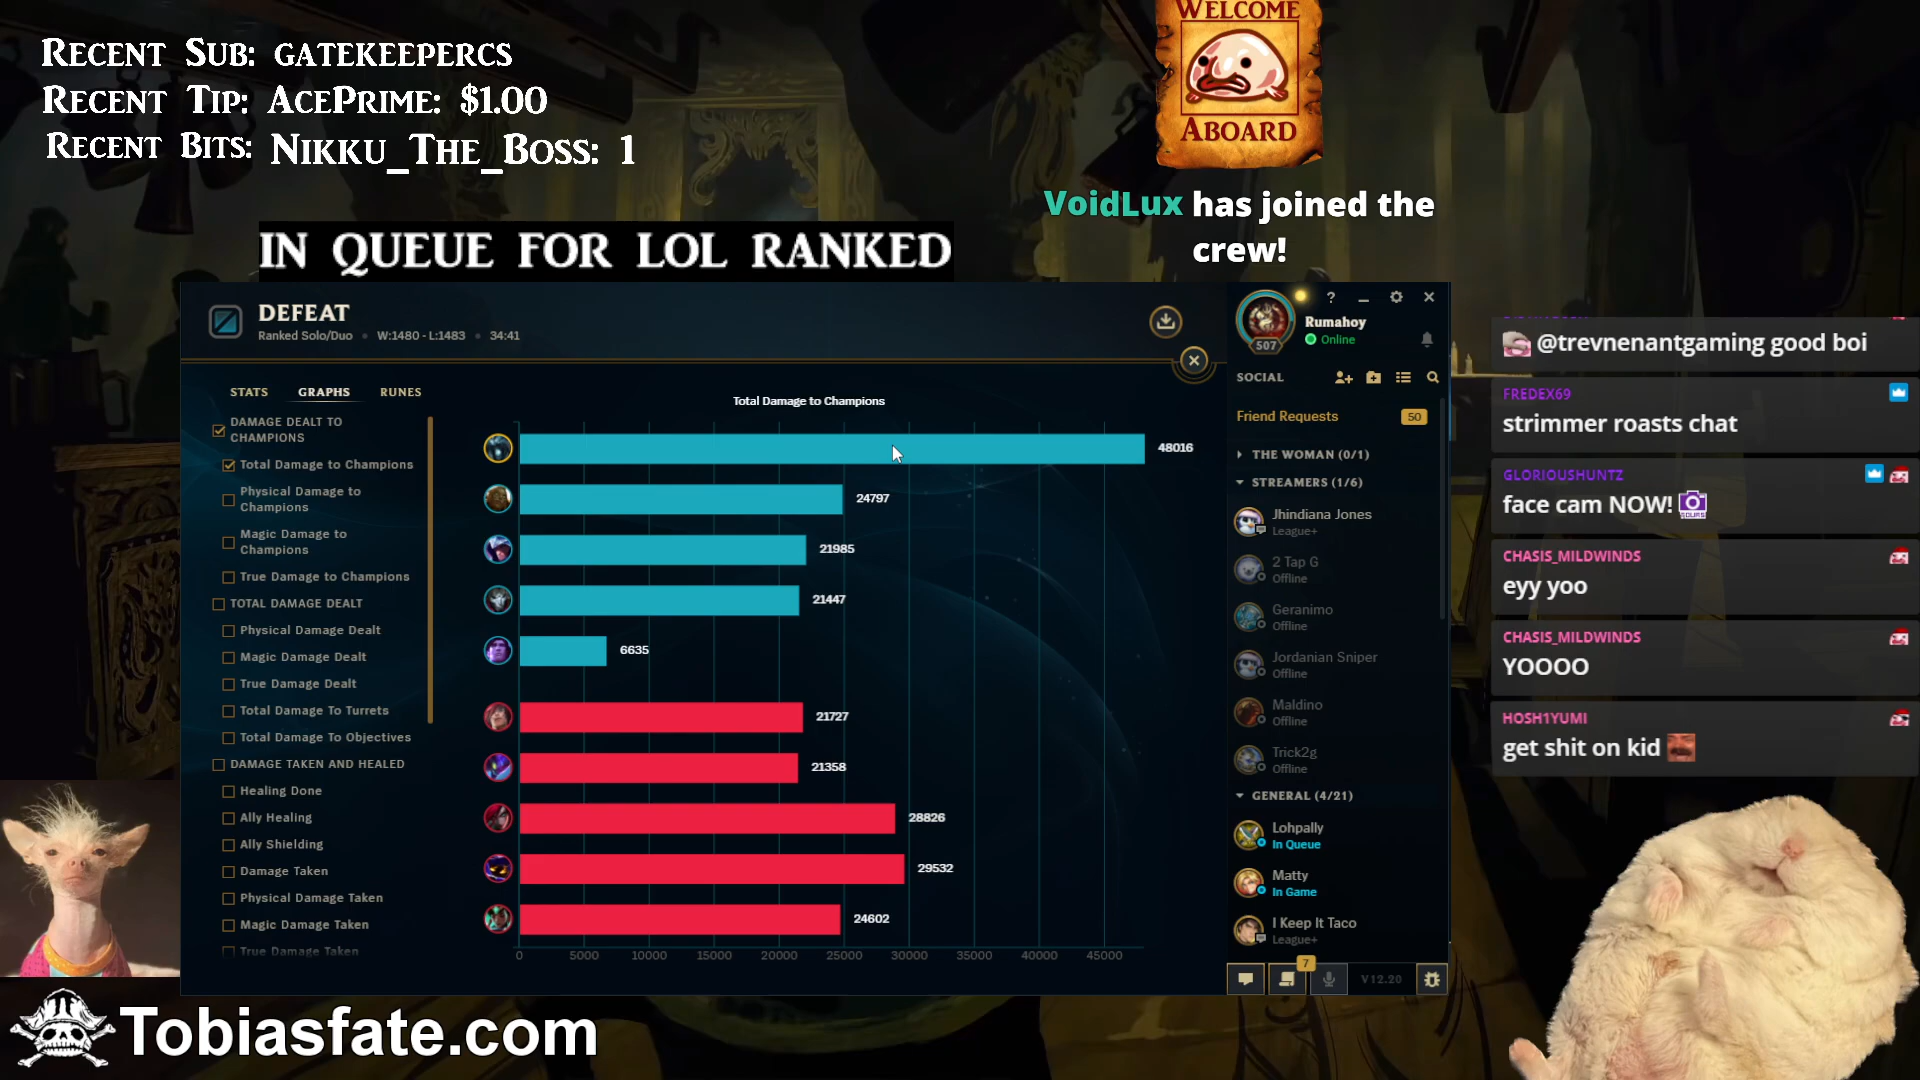 Recent Sub: gatekeepercs
Recent Tip: AcePrime: $1.00
Recent Bits: Nikku_The_Boss: 1
WELCOME
ABOARD
VoidLux has joined the
crew!
IN QUEUE FOR LOL RANKED
DEFEAT
Ranked Solo/Duo • W:1480 - L:1483 • 34:41
STATS GRAPHS RUNES
DAMAGE DEALT TO
CHAMPIONS
Total Damage to Champions
Physical Damage to
Champions
Magic Damage to
Champions
True Damage to Champions
TOTAL DAMAGE DEALT
Physical Damage Dealt
Magic Damage Dealt
True Damage Dealt
Total Damage To Turrets
Total Damage To Objectives
DAMAGE TAKEN AND HEALED
Healing Done
Ally Healing
Ally Shielding
Damage Taken
Physical Damage Taken
Magic Damage Taken
True Damage Taken
Total Damage to Champions
48016
24797
21985
21447
6635
21727
21358
28826
29532
24602
0 5000 10000 15000 20000 25000 30000 35000 40000 45000
?
507
Rumahoy
Online
SOCIAL
Friend Requests 50
THE WOMAN (0/1)
STREAMERS (1/6)
Jhindiana Jones
League+
2 Tap G
Offline
Geranimo
Offline
Jordanian Sniper
Offline
Maldino
Offline
Trick2g
Offline
GENERAL (4/21)
Lohpally
In Queue
Matty
In Game
I Keep It Taco
League+
7
V12.20
@trevnenantgaming good boi
FREDEX69
strimmer roasts chat
GLORIOUSHUNTZ
face cam NOW!
CHASIS_MILDWINDS
eyy yoo
CHASIS_MILDWINDS
YOOOO
HOSH1YUMI
get shit on kid
Tobiasfate.com